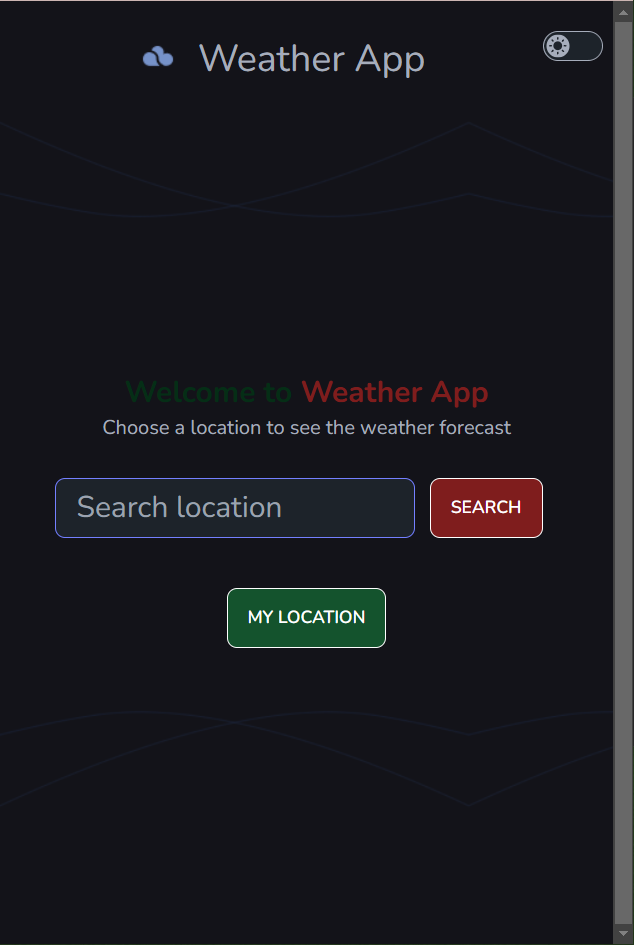 Weather App
Welcome to Weather App
Choose a location to see the weather forecast
Search location
SEARCH
MY LOCATION